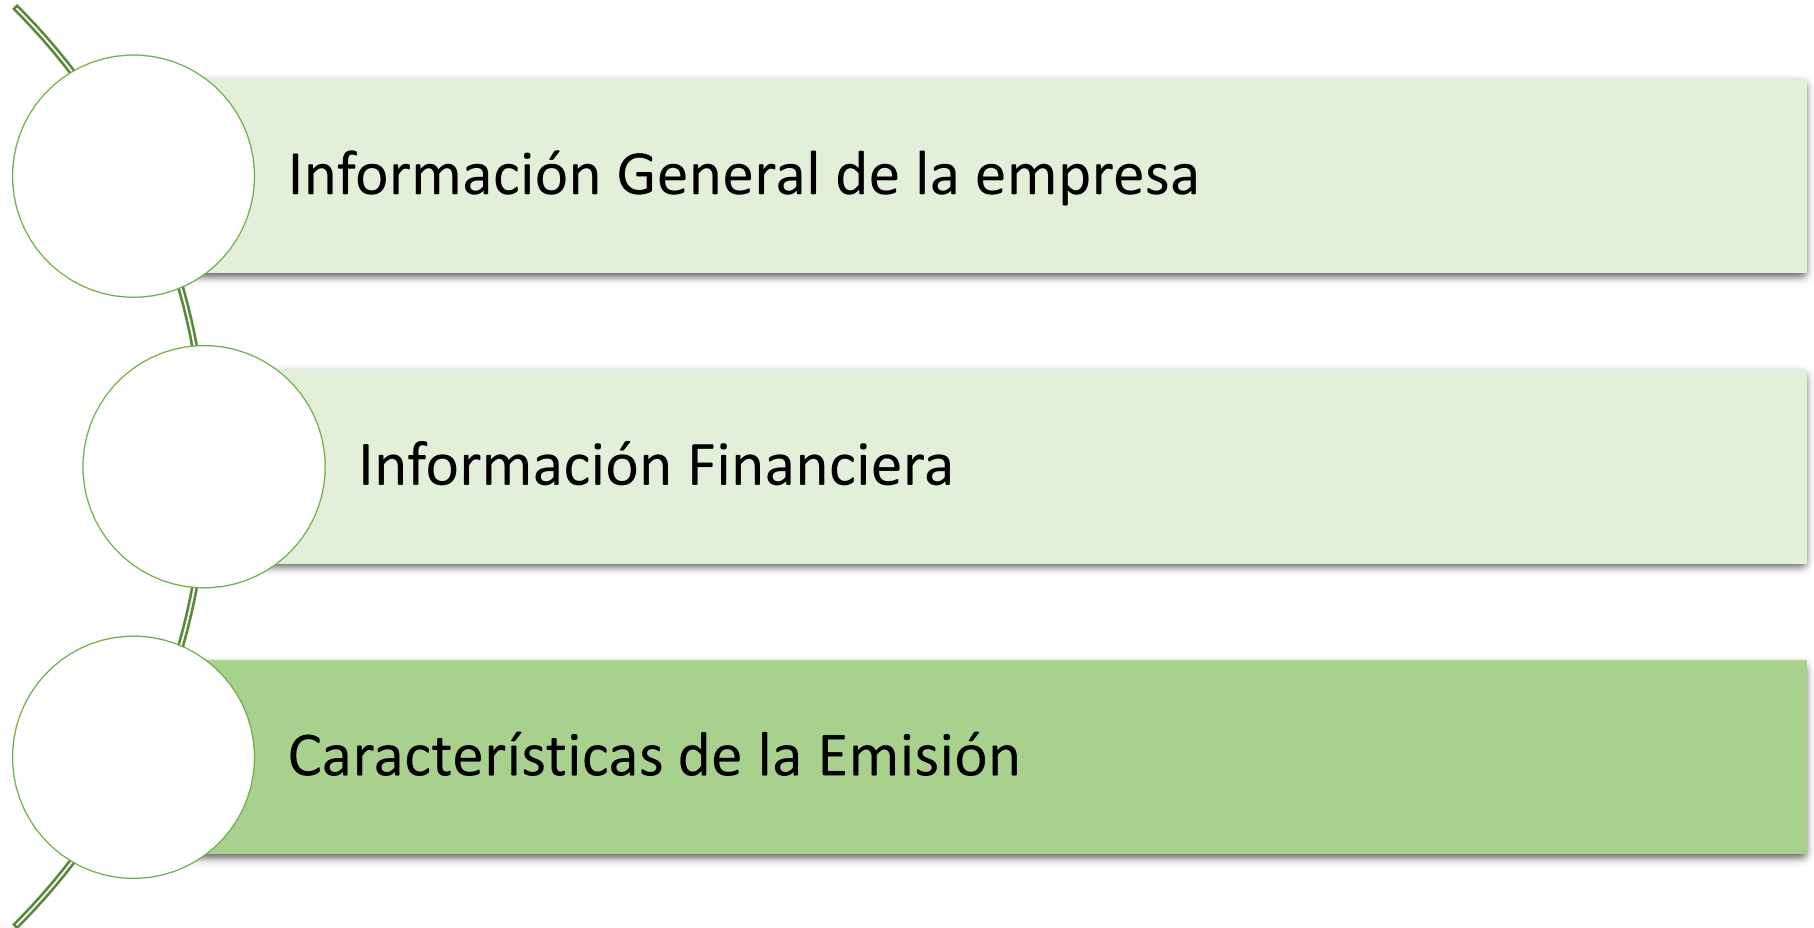 Información General de la empresa
Información Financiera
Características de la Emisión